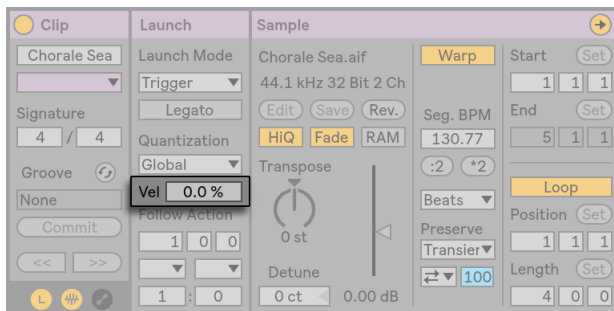 Clip
Chorale Sea
Signature
4 / 4
Groove
None
Commit
<< >>
L
Launch
Launch Mode
Trigger
Legato
Quantization
Global
Vel 0.0 %
Follow Action
1 0 0
1 : 0
Sample
Chorale Sea.aif
44.1 kHz 32 Bit 2 Ch
Edit Save Rev.
HiQ Fade RAM
Transpose
0 st
Detune
0 ct 0.00 dB
Warp
Seg. BPM
130.77
:2 *2
Beats
Preserve
Transier
100
Start Set
1 1 1
End Set
5 1 1
Loop
Position Set
1 1 1
Length Set
4 0 0